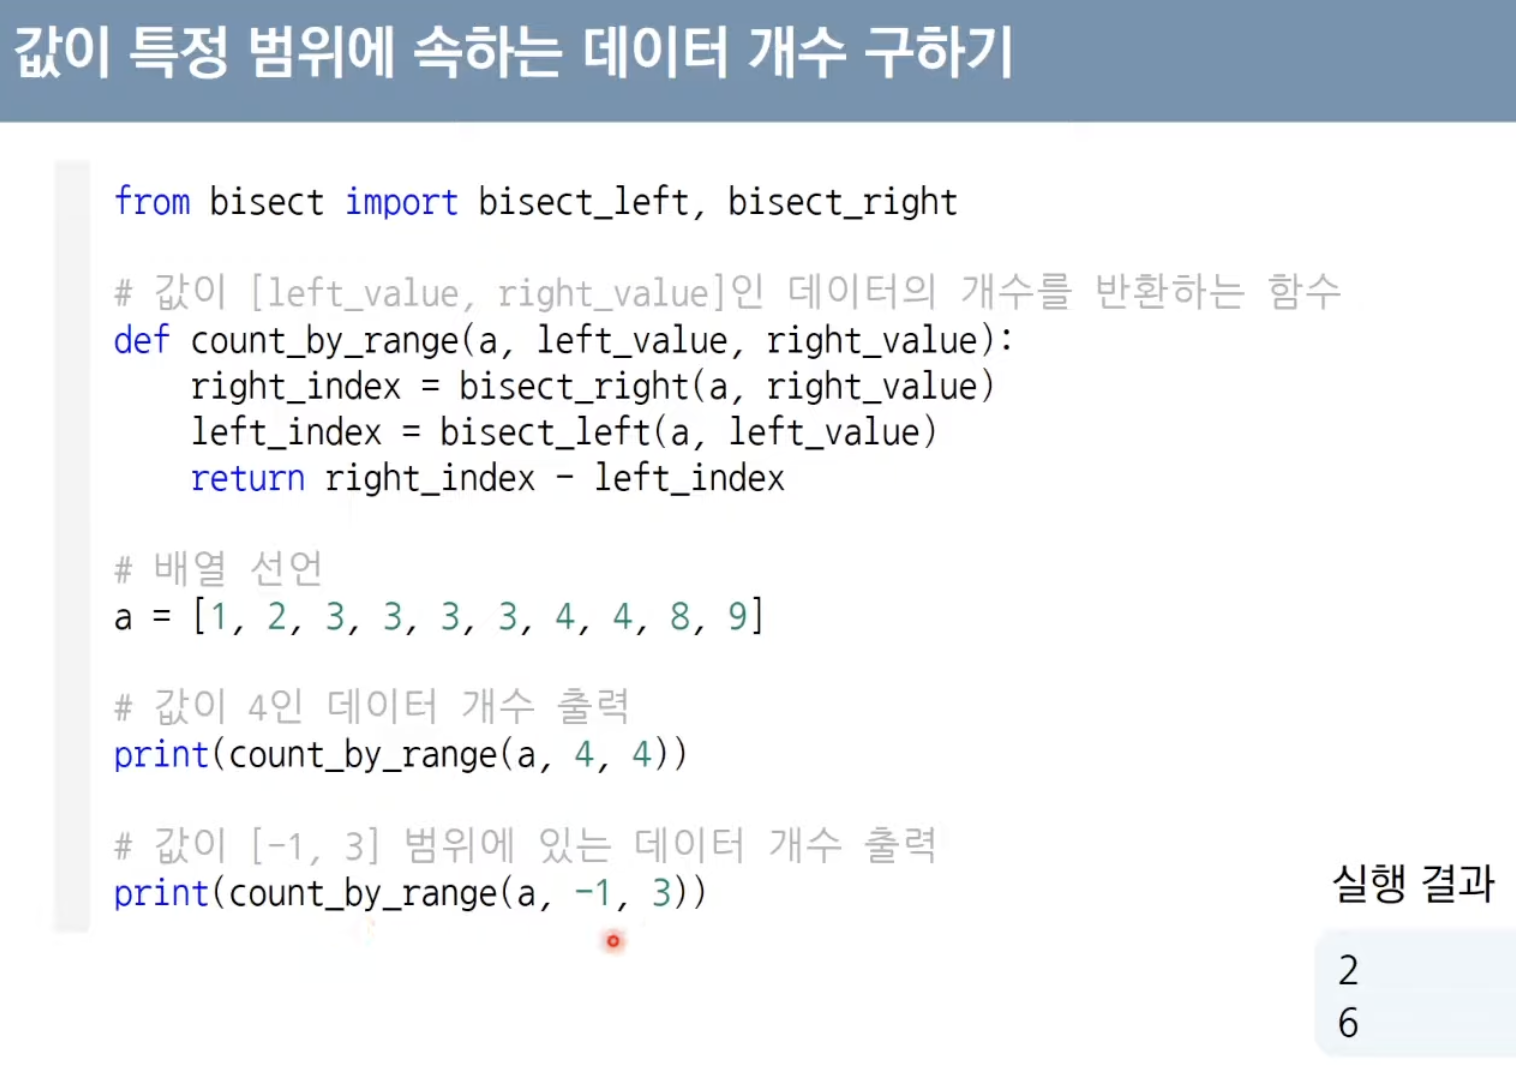 값이 특정 범위에 속하는 데이터 개수 구하기
from bisect import bisect_left, bisect_right
# 값이 [left_value, right_value]인 데이터의 개수를 반환하는 함수
def count_by_range(a, left_value, right_value):
    right_index = bisect_right(a, right_value)
    left_index = bisect_left(a, left_value)
    return right_index - left_index
# 배열 선언
a = [1, 2, 3, 3, 3, 3, 4, 4, 8, 9]
# 값이 4인 데이터 개수 출력
print(count_by_range(a, 4, 4))
# 값이 [-1, 3] 범위에 있는 데이터 개수 출력
print(count_by_range(a, -1, 3))
실행 결과
2
6